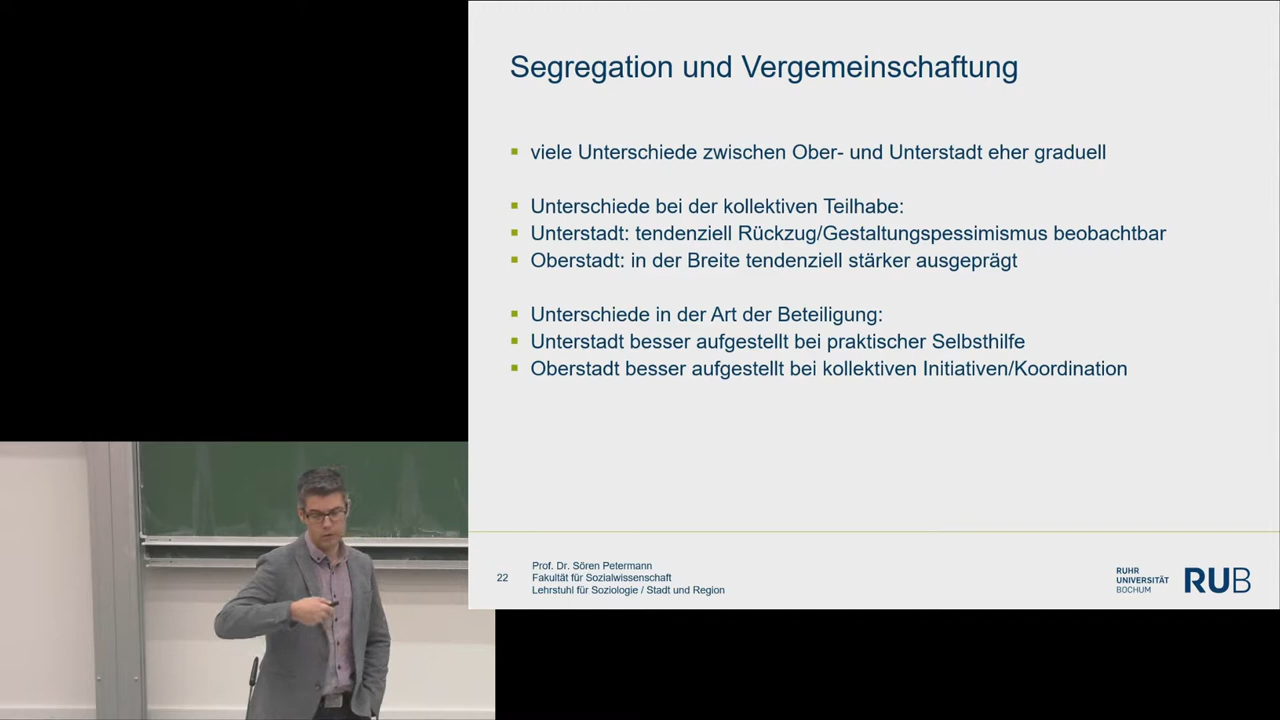 Segregation und Vergemeinschaftung
▪ viele Unterschiede zwischen Ober- und Unterstadt eher graduell
▪ Unterschiede bei der kollektiven Teilhabe:
▪ Unterstadt: tendenziell Rückzug/Gestaltungspessimismus beobachtbar
▪ Oberstadt: in der Breite tendenziell stärker ausgeprägt
▪ Unterschiede in der Art der Beteiligung:
▪ Unterstadt besser aufgestellt bei praktischer Selbsthilfe
▪ Oberstadt besser aufgestellt bei kollektiven Initiativen/Koordination
22
Prof. Dr. Sören Petermann
Fakultät für Sozialwissenschaft
Lehrstuhl für Soziologie / Stadt und Region
RUHR
UNIVERSITÄT
BOCHUM
RUB